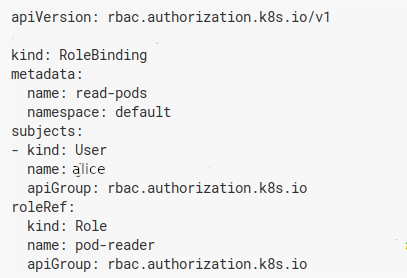 apiVersion: rbac.authorization.k8s.io/v1
kind: RoleBinding
metadata:
  name: read-pods
  namespace: default
subjects:
- kind: User
  name: alice
  apiGroup: rbac.authorization.k8s.io
roleRef:
  kind: Role
  name: pod-reader
  apiGroup: rbac.authorization.k8s.io